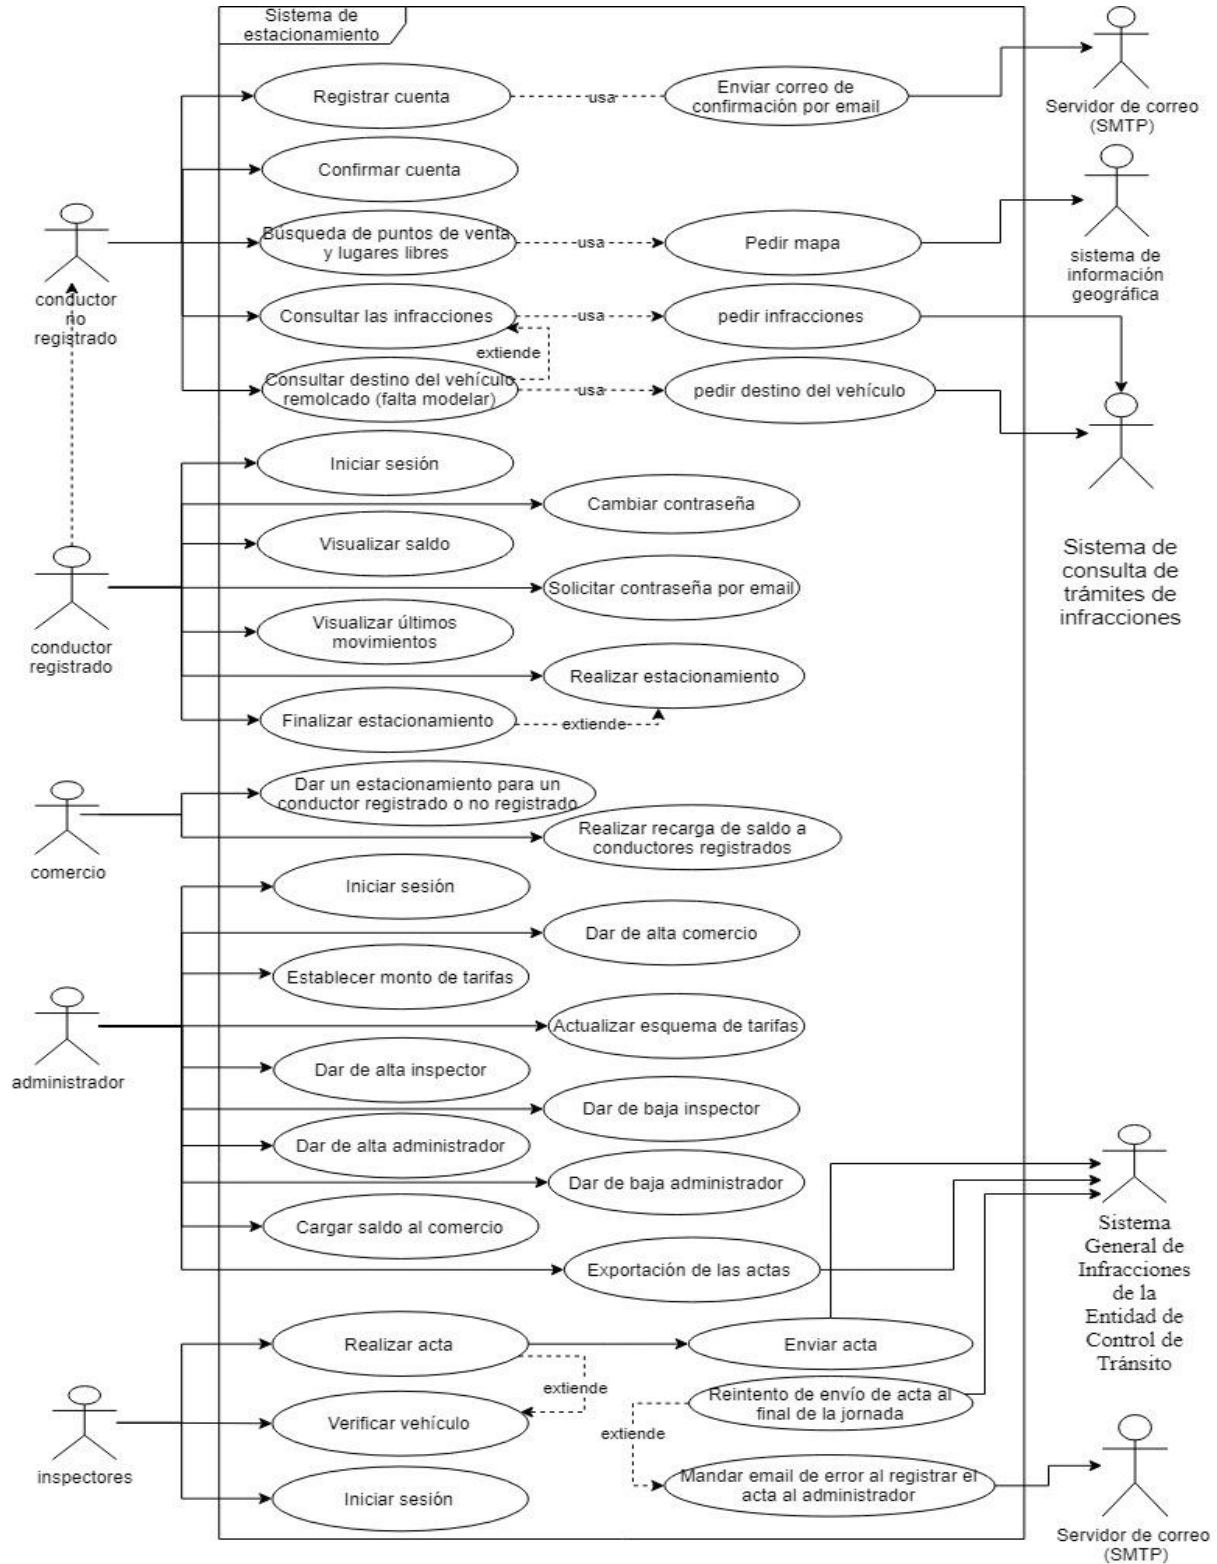 Sistema de
estacionamiento
Registrar cuenta
usa
Enviar correo de
confirmación por email
Servidor de correo
(SMTP)
Confirmar cuenta
Búsqueda de puntos de venta
y lugares libres
usa
Pedir mapa
sistema de
información
geográfica
conductor
no
registrado
Consultar las infracciones
usa
pedir infracciones
extiende
Consultar destino del vehículo
remolcado (falta modelar)
usa
pedir destino del vehículo
Sistema de
consulta de
trámites de
infracciones
Iniciar sesión
Cambiar contraseña
Visualizar saldo
Solicitar contraseña por email
conductor
registrado
Visualizar últimos
movimientos
Realizar estacionamiento
Finalizar estacionamiento
extiende
comercio
Dar un estacionamiento para un
conductor registrado o no registrado
Realizar recarga de saldo a
conductores registrados
Iniciar sesión
Dar de alta comercio
Establecer monto de tarifas
administrador
Actualizar esquema de tarifas
Dar de alta inspector
Dar de baja inspector
Dar de alta administrador
Dar de baja administrador
Cargar saldo al comercio
Exportación de las actas
Sistema
General de
Infracciones
de la
Entidad de
Control de
Tránsito
Realizar acta
Enviar acta
extiende
Reintento de envío de acta al
final de la jornada
Verificar vehículo
extiende
inspectores
Mandar email de error al registrar el
acta al administrador
Iniciar sesión
Servidor de correo
(SMTP)